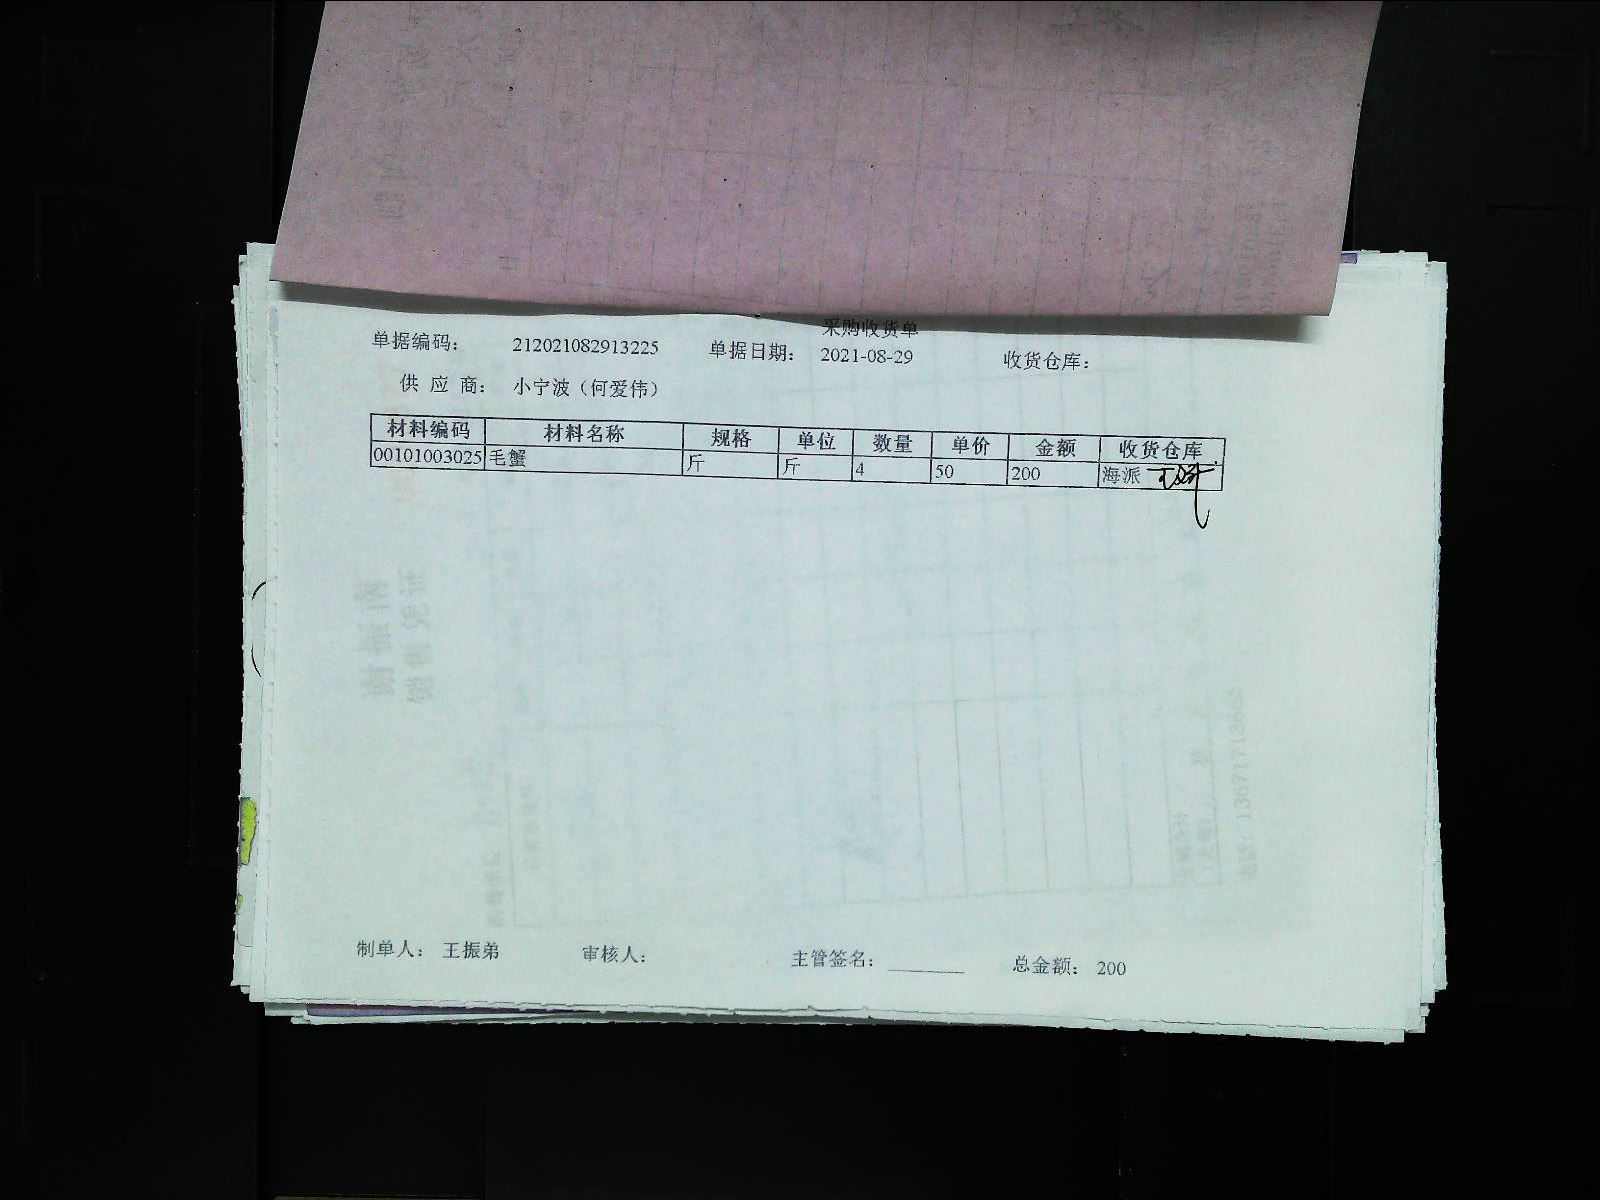 采购收货单
单据编码： 212021082913225 单据日期： 2021-08-29 收货仓库：
供 应 商： 小宁波（何爱伟）
材料编码 材料名称 规格 单位 数量 单价 金额 收货仓库
00101003025 毛蟹 斤 斤 4 50 200 海派
制单人： 王振弟 审核人： 主管签名： 总金额： 200